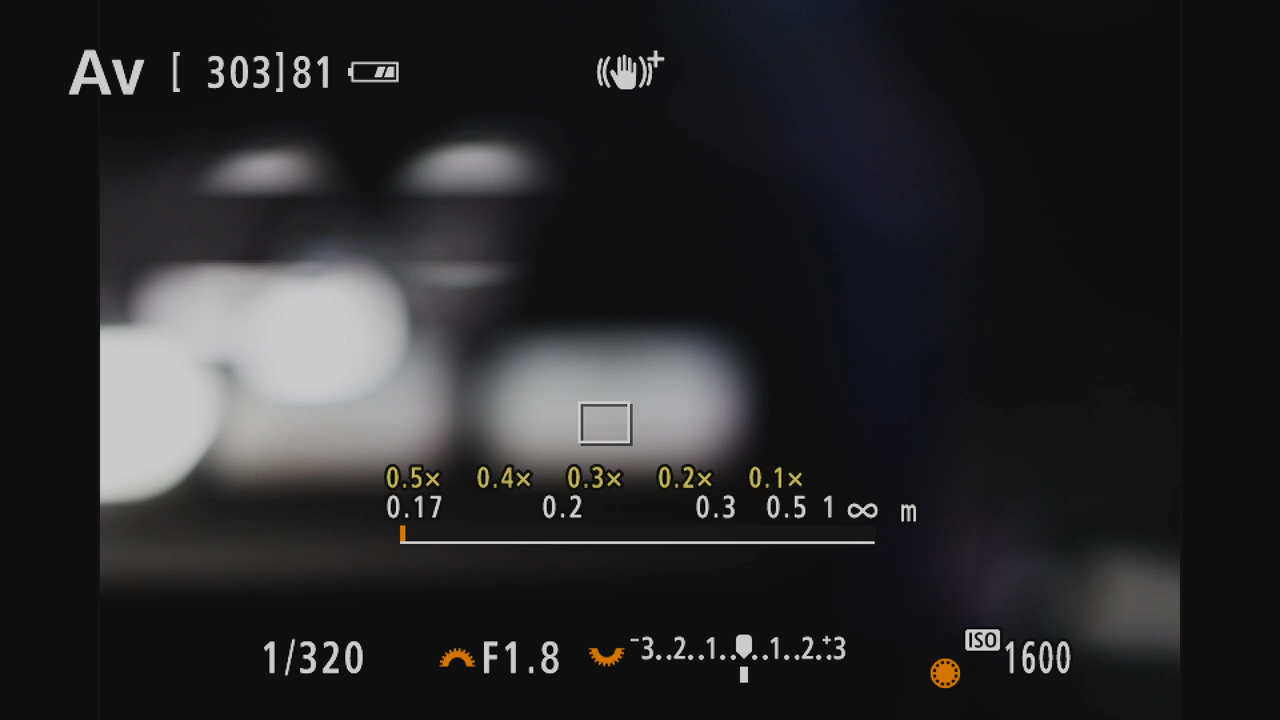 Av [ 303]81
0.5× 0.4× 0.3× 0.2× 0.1×
0.17 0.2 0.3 0.5 1 ∞ m
1/320 F1.8 -3..2..1..⬛..1..2..+3 ISO 1600